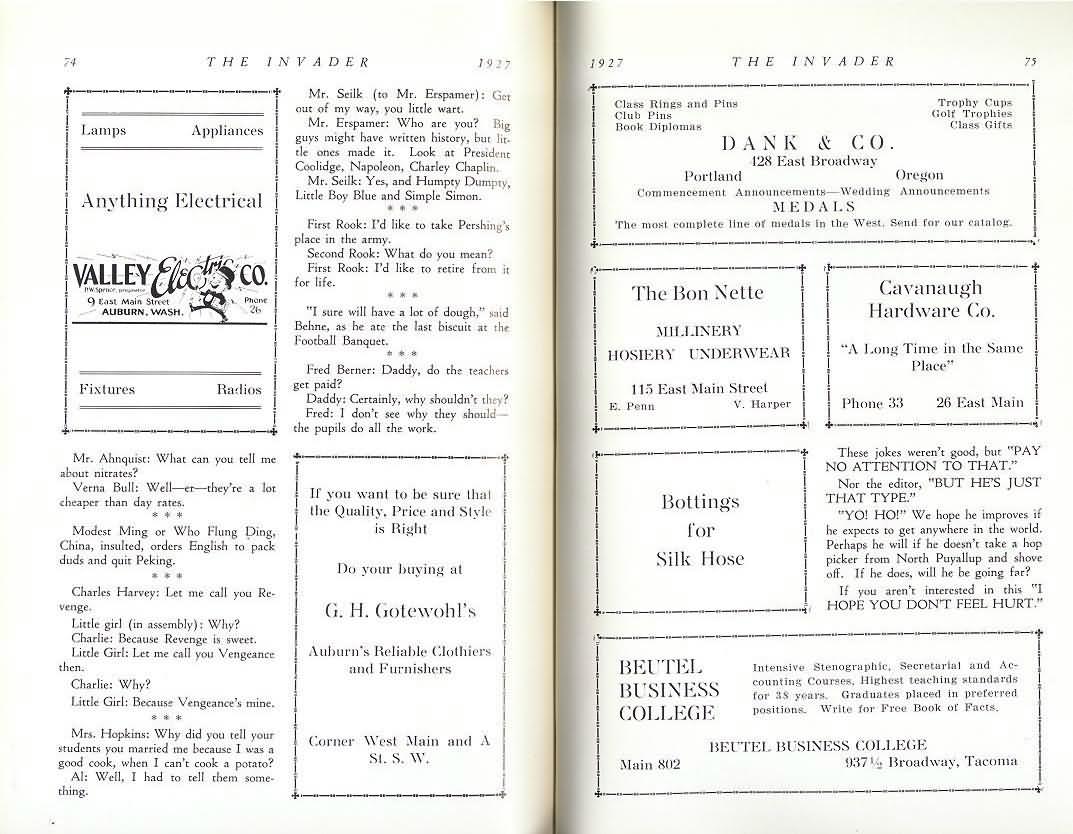 74 THE INVADER 1927
Lamps Appliances
Anything Electrical
VALLEY Electric CO.
9 East Main Street Phone
AUBURN, WASH. 26
Fixtures Radios
Mr. Ahnquist: What can you tell me
about nitrates?
Verna Bull: Well—er—they're a lot
cheaper than day rates.
* * *
Modest Ming or Who Flung Ding,
China, insulted, orders English to pack
duds and quit Peking.
* * *
Charles Harvey: Let me call you Re-
venge.
Little girl (in assembly): Why?
Charlie: Because Revenge is sweet.
Little Girl: Let me call you Vengeance
then.
Charlie: Why?
Little Girl: Because Vengeance's mine.
* * *
Mrs. Hopkins: Why did you tell your
students you married me because I was a
good cook, when I can't cook a potato?
Al: Well, I had to tell them some-
thing.
Mr. Seilk (to Mr. Erspamer): Get
out of my way, you little wart.
Mr. Erspamer: Who are you? Big
guys might have written history, but lit-
tle ones made it. Look at President
Coolidge, Napoleon, Charley Chaplin.
Mr. Seilk: Yes, and Humpty Dumpty,
Little Boy Blue and Simple Simon.
* * *
First Rook: I'd like to take Pershing's
place in the army.
Second Rook: What do you mean?
First Rook: I'd like to retire from it
for life.
* * *
"I sure will have a lot of dough," said
Behne, as he ate the last biscuit at the
Football Banquet.
* * *
Fred Berner: Daddy, do the teachers
get paid?
Daddy: Certainly, why shouldn't they?
Fred: I don't see why they should—
the pupils do all the work.
If you want to be sure that
the Quality, Price and Style
is Right
Do your buying at
G. H. Gotewohl's
Auburn's Reliable Clothiers
and Furnishers
Corner West Main and A
St. S. W.
1927 THE INVADER 75
Class Rings and Pins Trophy Cups
Club Pins Golf Trophies
Book Diplomas Class Gifts
DANK & CO.
428 East Broadway
Portland Oregon
Commencement Announcements—Wedding Announcements
MEDALS
The most complete line of medals in the West. Send for our catalog.
The Bon Nette
MILLINERY
HOSIERY UNDERWEAR
115 East Main Street
E. Penn V. Harper
Cavanaugh
Hardware Co.
"A Long Time in the Same
Place"
Phone 33 26 East Main
Bottings
for
Silk Hose
These jokes weren't good, but "PAY
NO ATTENTION TO THAT."
Nor the editor, "BUT HE'S JUST
THAT TYPE."
"YO! HO!" We hope he improves if
he expects to get anywhere in the world.
Perhaps he will if he doesn't take a hop
picker from North Puyallup and shove
off. If he does, will he be going far?
If you aren't interested in this "I
HOPE YOU DON'T FEEL HURT."
BEUTEL
BUSINESS
COLLEGE
Intensive Stenographic, Secretarial and Ac-
counting Courses. Highest teaching standards
for 38 years. Graduates placed in preferred
positions. Write for Free Book of Facts.
BEUTEL BUSINESS COLLEGE
Main 802 937½ Broadway, Tacoma